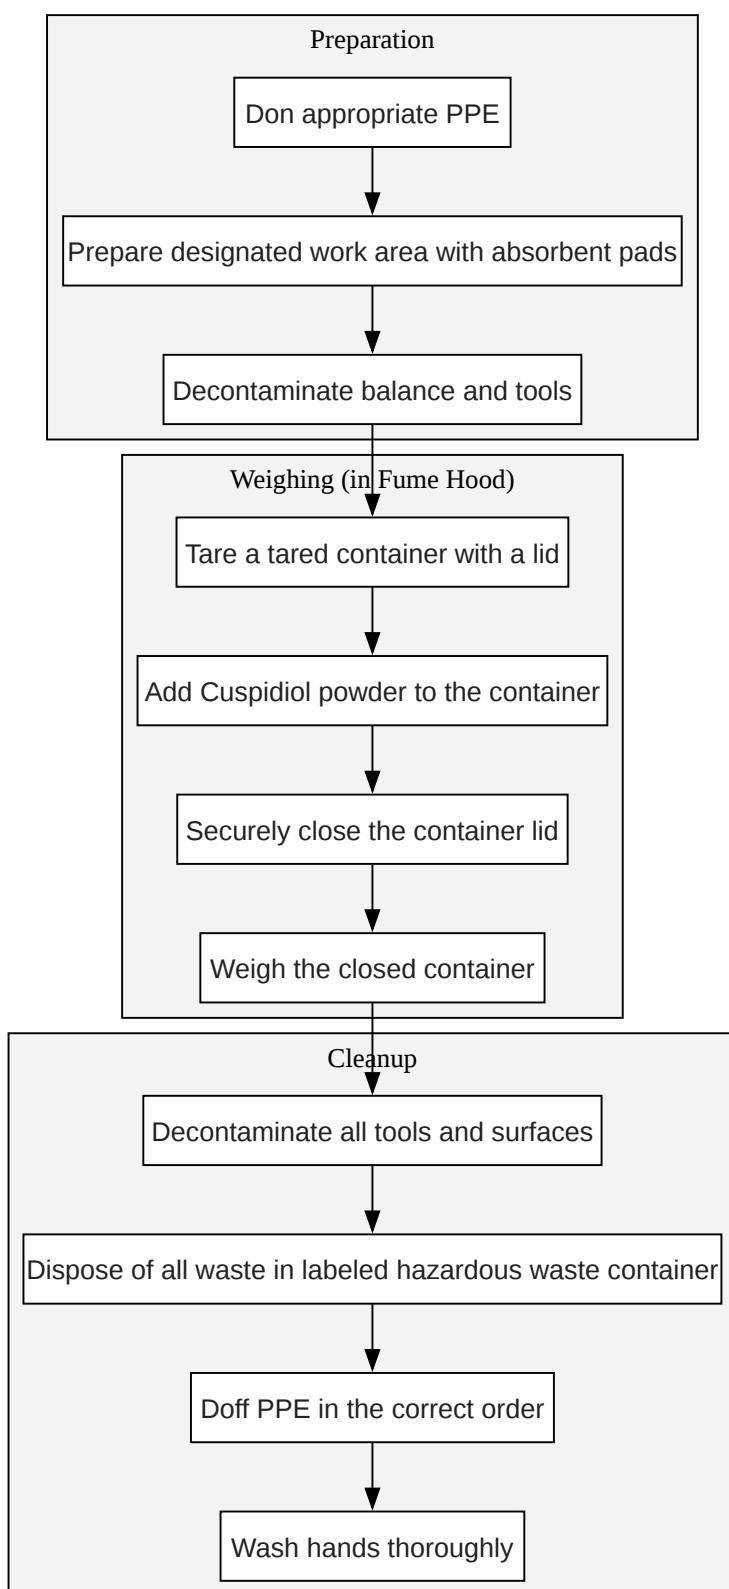 Preparation
Don appropriate PPE
Prepare designated work area with absorbent pads
Decontaminate balance and tools
Weighing (in Fume Hood)
Tare a tared container with a lid
Add Cuspidiol powder to the container
Securely close the container lid
Weigh the closed container
Cleanup
Decontaminate all tools and surfaces
Dispose of all waste in labeled hazardous waste container
Doff PPE in the correct order
Wash hands thoroughly